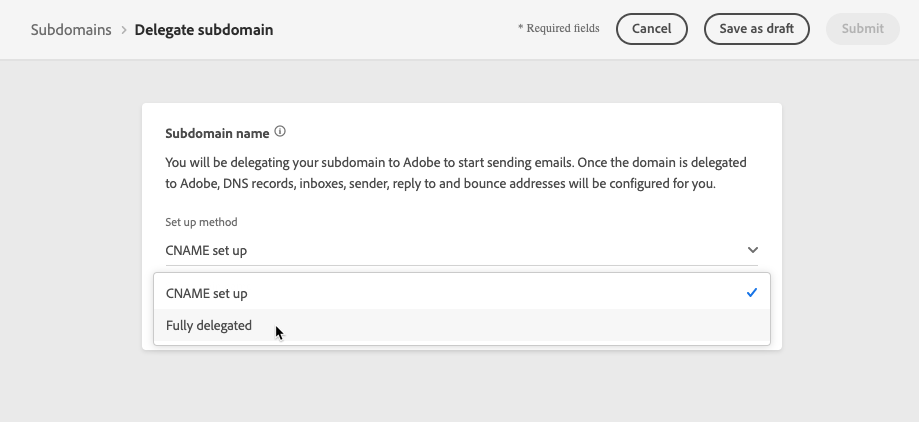 Subdomains > Delegate subdomain
* Required fields
Cancel
Save as draft
Submit
Subdomain name
You will be delegating your subdomain to Adobe to start sending emails. Once the domain is delegated
to Adobe, DNS records, inboxes, sender, reply to and bounce addresses will be configured for you.
Set up method
CNAME set up
CNAME set up
Fully delegated